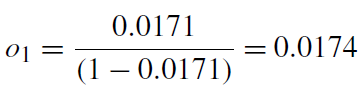 o₁ = 0.0171 / (1 − 0.0171) = 0.0174